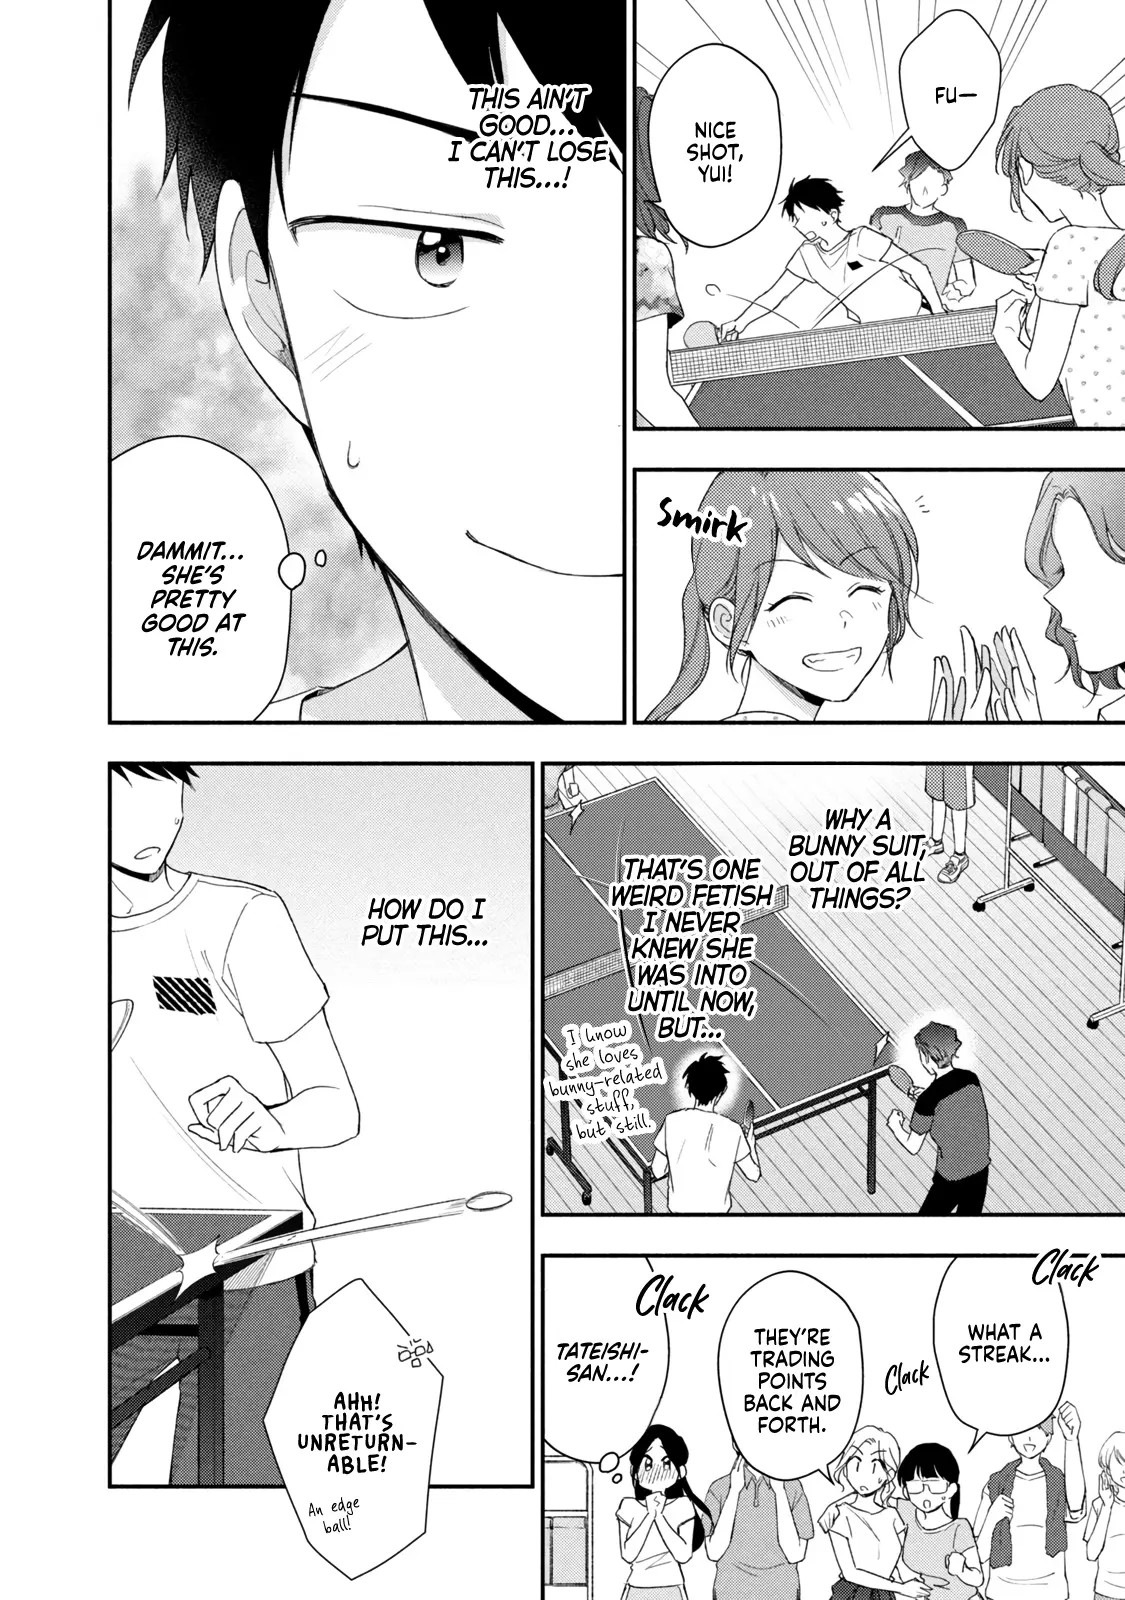 FU—
NICE
SHOT,
YUI!
THIS AIN'T
GOOD...
I CAN'T LOSE
THIS...!
Smirk
DAMMIT...
SHE'S
PRETTY
GOOD AT
THIS.
WHY A
BUNNY SUIT,
OUT OF ALL
THINGS?
THAT'S ONE
WEIRD FETISH
I NEVER
KNEW SHE
WAS INTO
UNTIL NOW,
BUT...
I know
she loves
bunny-related
stuff,
but still.
HOW DO I
PUT THIS...
Clack
WHAT A
STREAK...
Clack
THEY'RE
TRADING
POINTS
BACK AND
FORTH.
Clack
TATEISHI-
SAN...!
AHH!
THAT'S
UNRETURN-
ABLE!
An edge
ball!